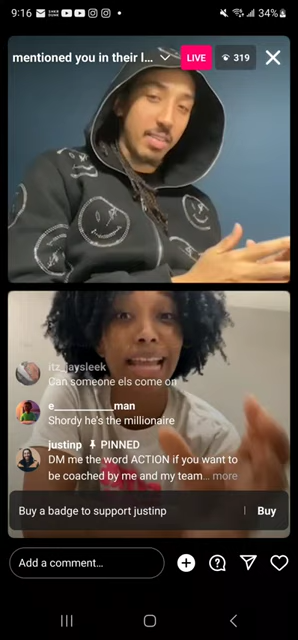 9:16
34%
mentioned you in their l...
LIVE
319
itz_jaysleek
Can someone els come on
e____________man
Shordy he's the millionaire
justinp PINNED
DM me the word ACTION if you want to
be coached by me and my team... more
Buy a badge to support justinp
Buy
Add a comment...